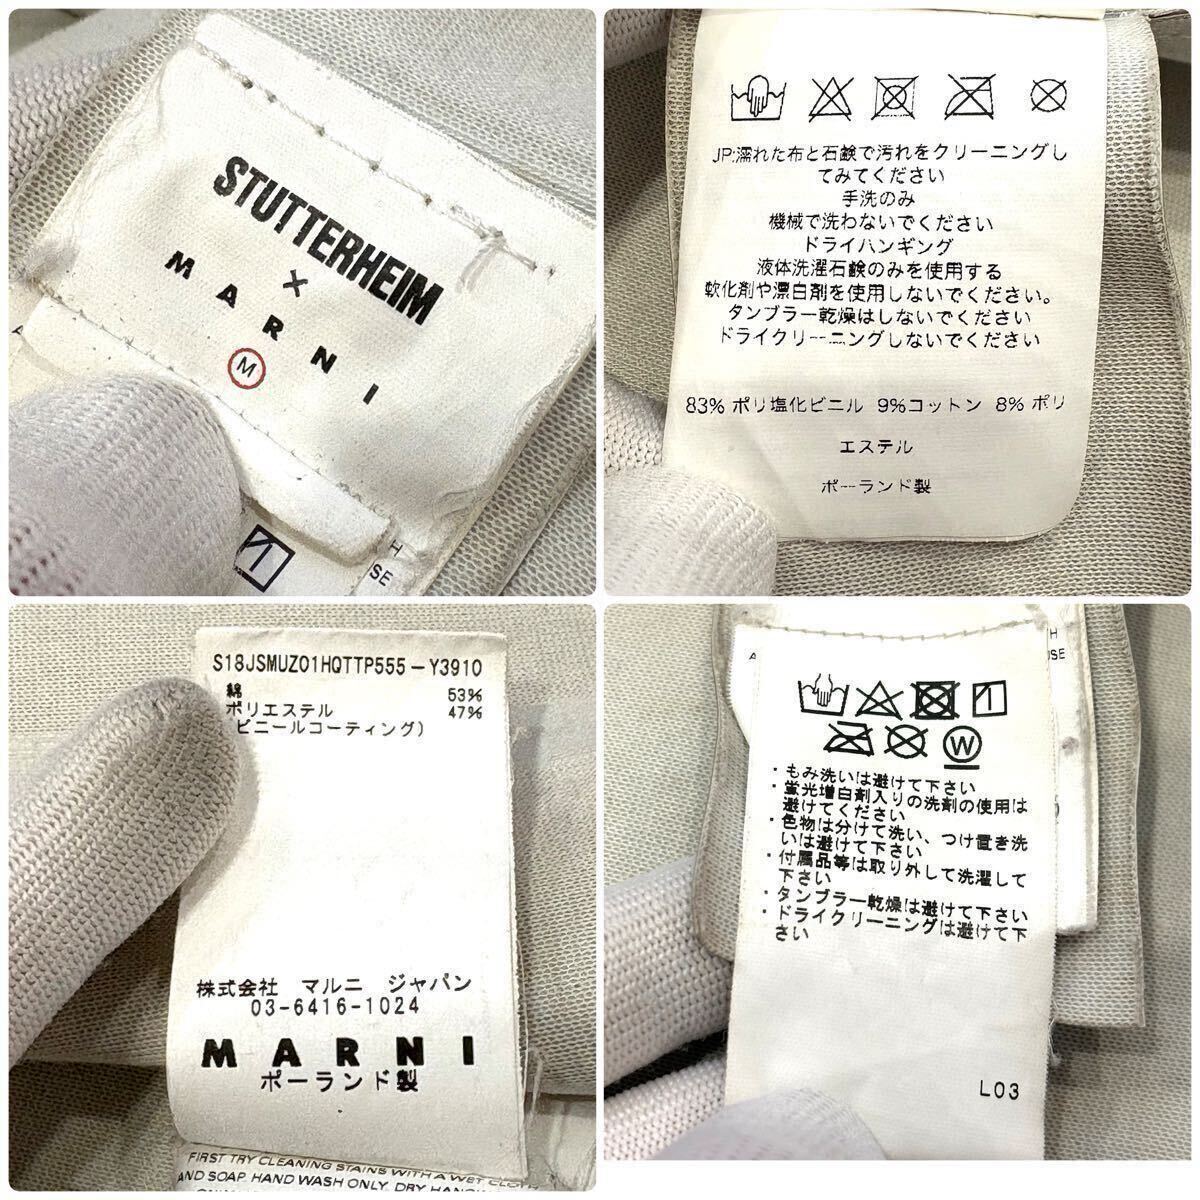 STUTTERHEIM
X
MARNI
M
H
SE
JP:濡れた布と石鹸で汚れをクリーニングし
てみてください
手洗のみ
機械で洗わないでください
ドライハンギング
液体洗濯石鹸のみを使用する
軟化剤や漂白剤を使用しないでください。
タンブラー乾燥はしないでください
ドライクリーニングしないでください
83% ポリ塩化ビニル 9%コットン 8% ポリ
エステル
ポーランド製
S18JSMUZ01HQTTP555-Y3910
綿 53%
ポリエステル 47%
ビニールコーティング)
株式会社 マルニ ジャパン
03-6416-1024
MARNI
ポーランド製
FIRST TRY CLEANING STAINS WITH A WET CLOTH
AND SOAP. HAND WASH ONLY. DRY
H
SE
W
・もみ洗いは避けて下さい
・蛍光増白剤入りの洗剤の使用は
避けてください
・色物は分けて洗い、つけ置き洗
いは避けて下さい
・付属品等は取り外して洗濯して
下さい
・タンブラー乾燥は避けて下さい
・ドライクリーニングは避けて下
さい
L03